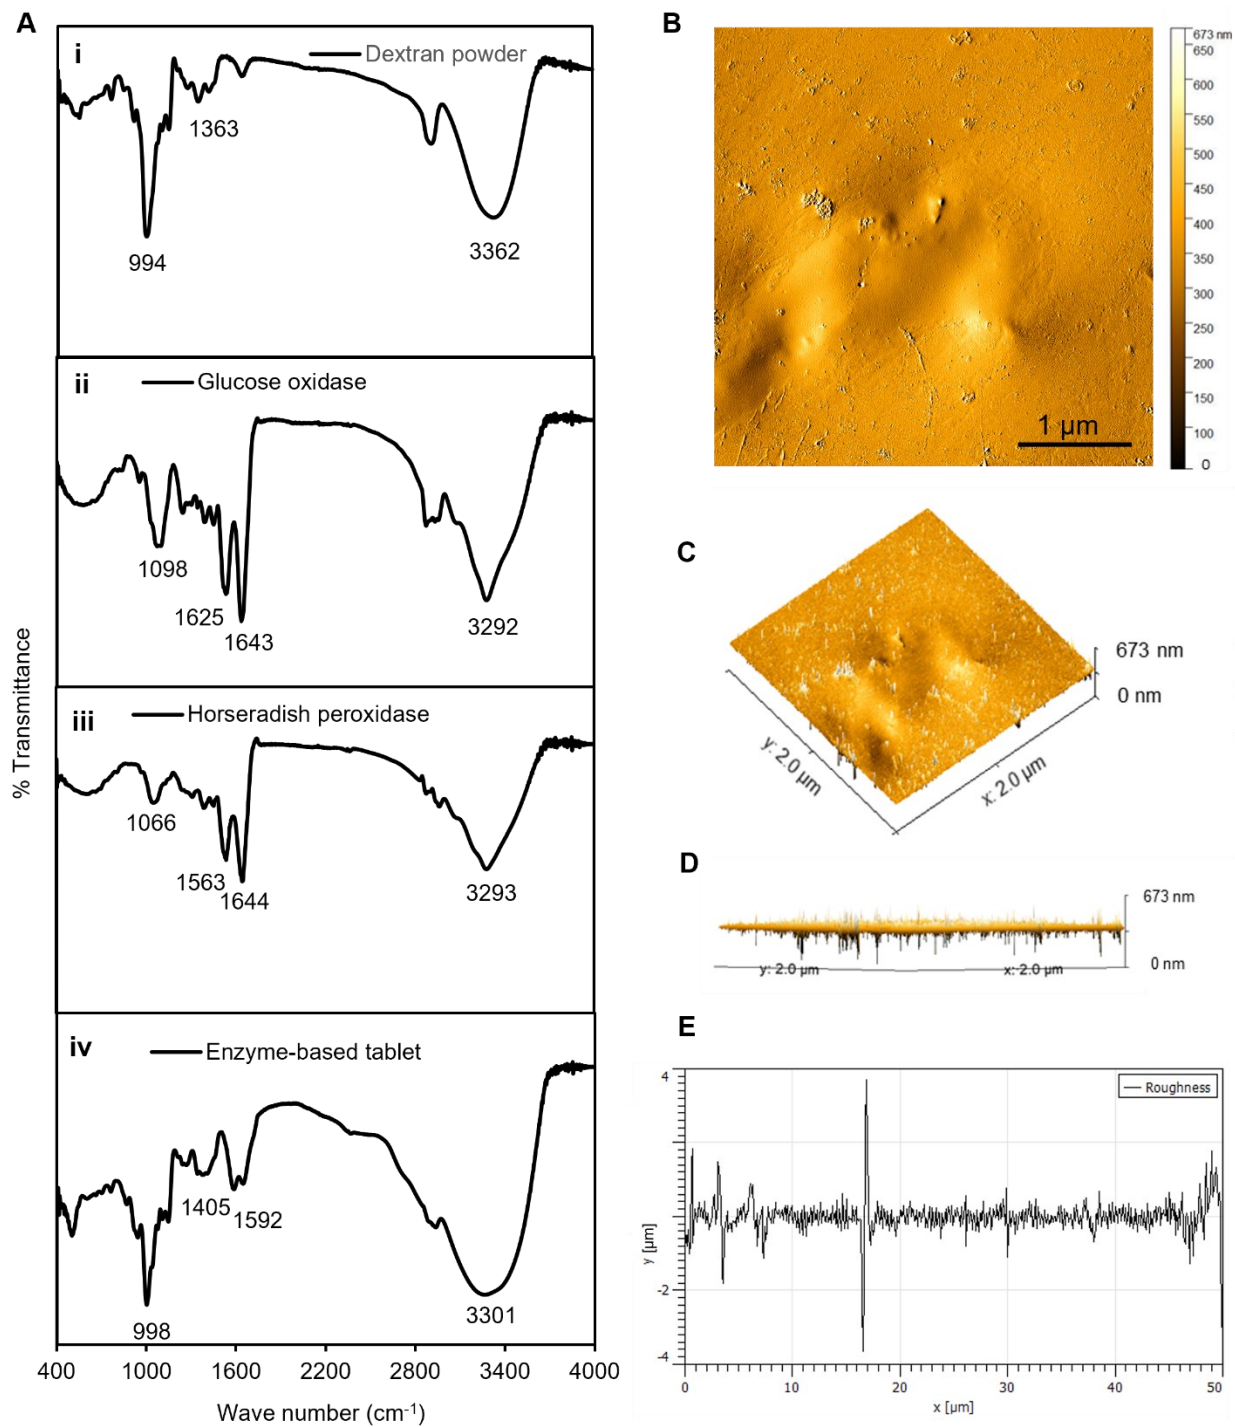 A
i
Dextran powder
1363
994
3362
ii
Glucose oxidase
1098
1625
1643
3292
iii
Horseradish peroxidase
1066
1563
1644
3293
iv
Enzyme-based tablet
1405
1592
998
3301
% Transmittance
400 1000 1600 2200 2800 3400 4000
Wave number (cm⁻¹)
B
1 µm
673 nm
650
600
550
500
450
400
350
300
250
200
150
100
0
C
673 nm
0 nm
y: 2.0 µm
x: 2.0 µm
D
673 nm
0 nm
y: 2.0 µm
x: 2.0 µm
E
Roughness
4
-2
-4
y [µm]
0 10 20 30 40 50
x [µm]